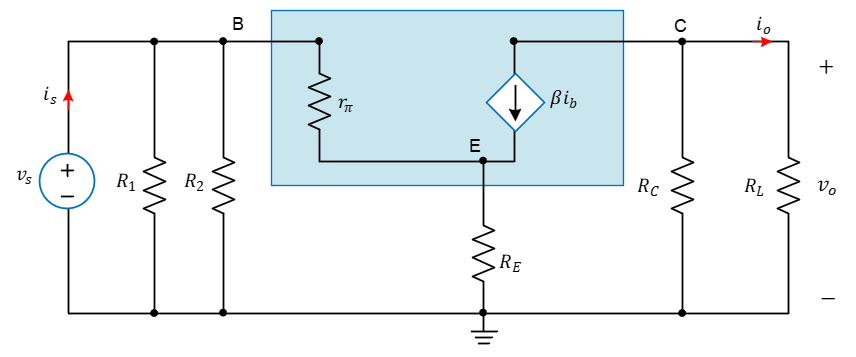 B
C
i_o
+
i_s
r_π
βi_b
E
v_s
+
−
R_1
R_2
R_C
R_L
v_o
R_E
−